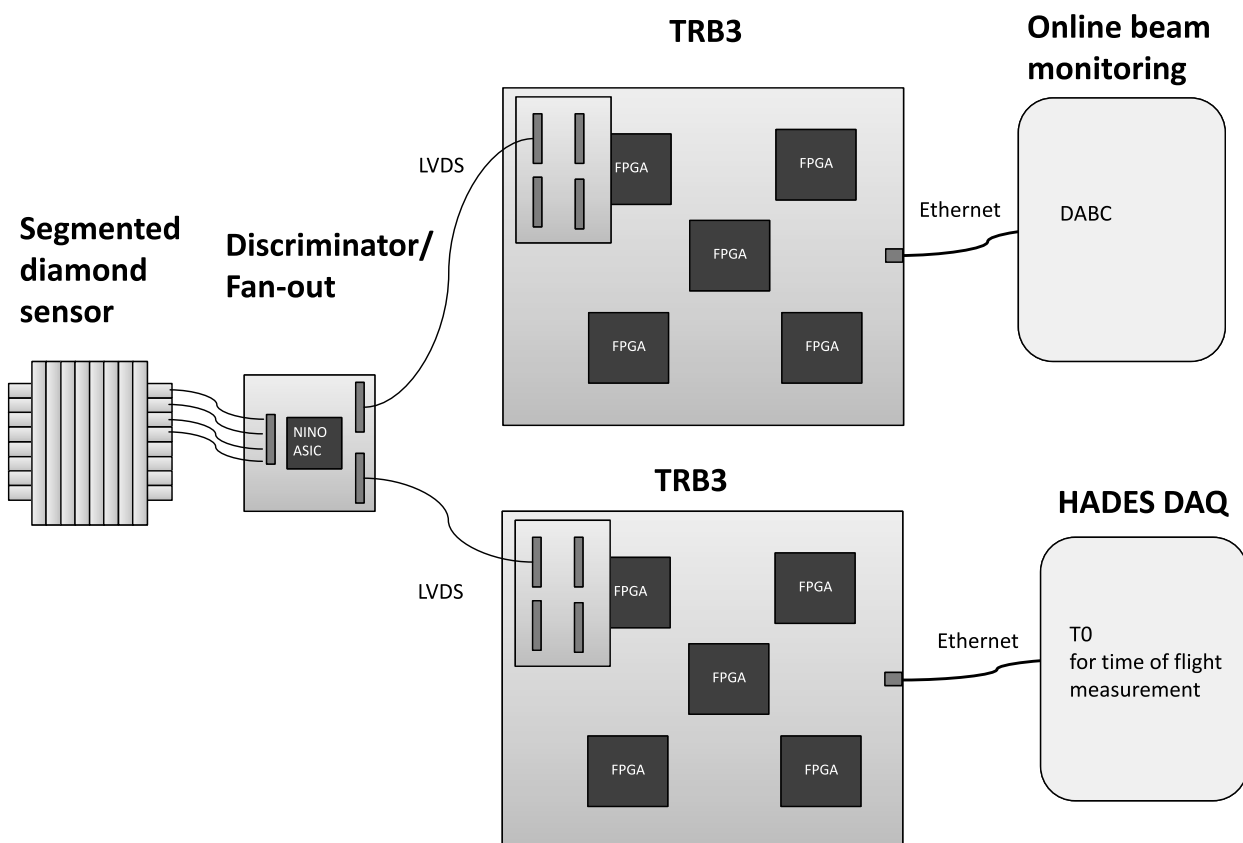 TRB3
Online beam
monitoring
LVDS
FPGA
FPGA
FPGA
FPGA
FPGA
Ethernet
DABC
Segmented
diamond
sensor
Discriminator/
Fan-out
NINO
ASIC
TRB3
HADES DAQ
LVDS
FPGA
FPGA
FPGA
FPGA
FPGA
Ethernet
T0
for time of flight
measurement